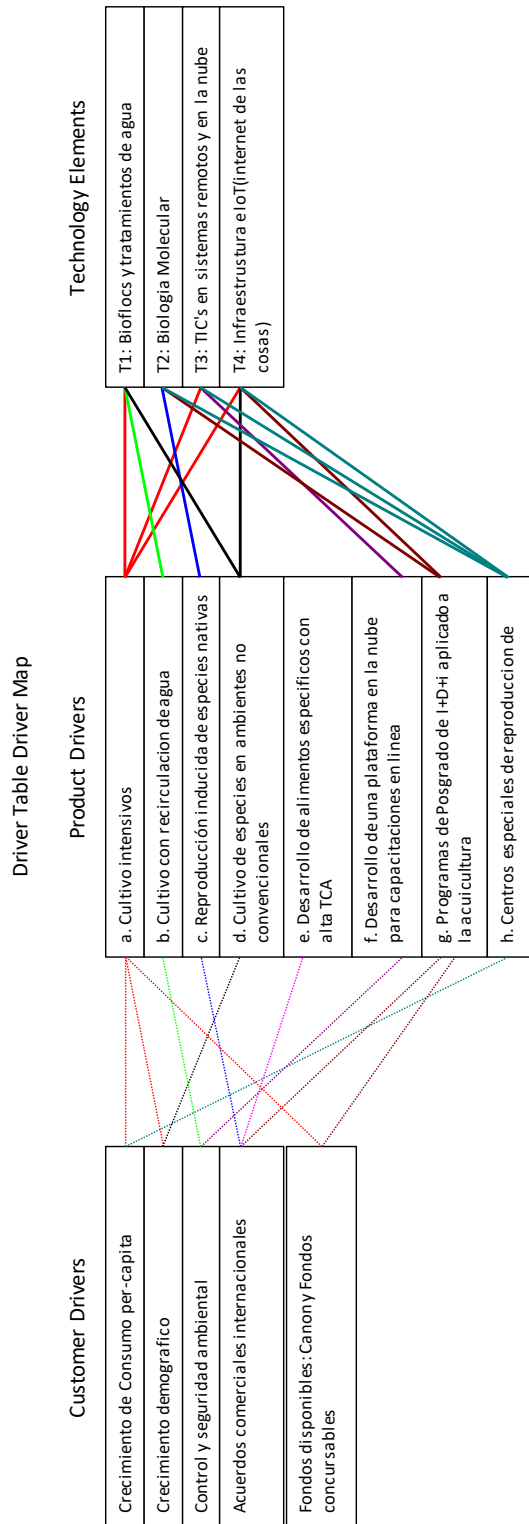 Driver Table Driver Map
Customer Drivers
Crecimiento de Consumo per-capita
Crecimiento demografico
Control y seguridad ambiental
Acuerdos comerciales internacionales
Fondos disponibles: Canon y Fondos
concursables
Product Drivers
a. Cultivo intensivos
b. Cultivo con recirculacion de agua
c. Reproducción inducida de especies nativas
d. Cultivo de especies en ambientes no
convencionales
e. Desarrollo de alimentos especificos con
alta TCA
f. Desarrollo de una plataforma en la nube
para capacitaciones en linea
g. Programas de Posgrado de I+D+i aplicado a
la acuicultura
h. Centros especiales de reproduccion de
Technology Elements
T1: Bioflocs y tratamientos de agua
T2: Biologia Molecular
T3: TIC's en sistemas remotos y en la nube
T4: Infraestrustura e IoT(internet de las
cosas)